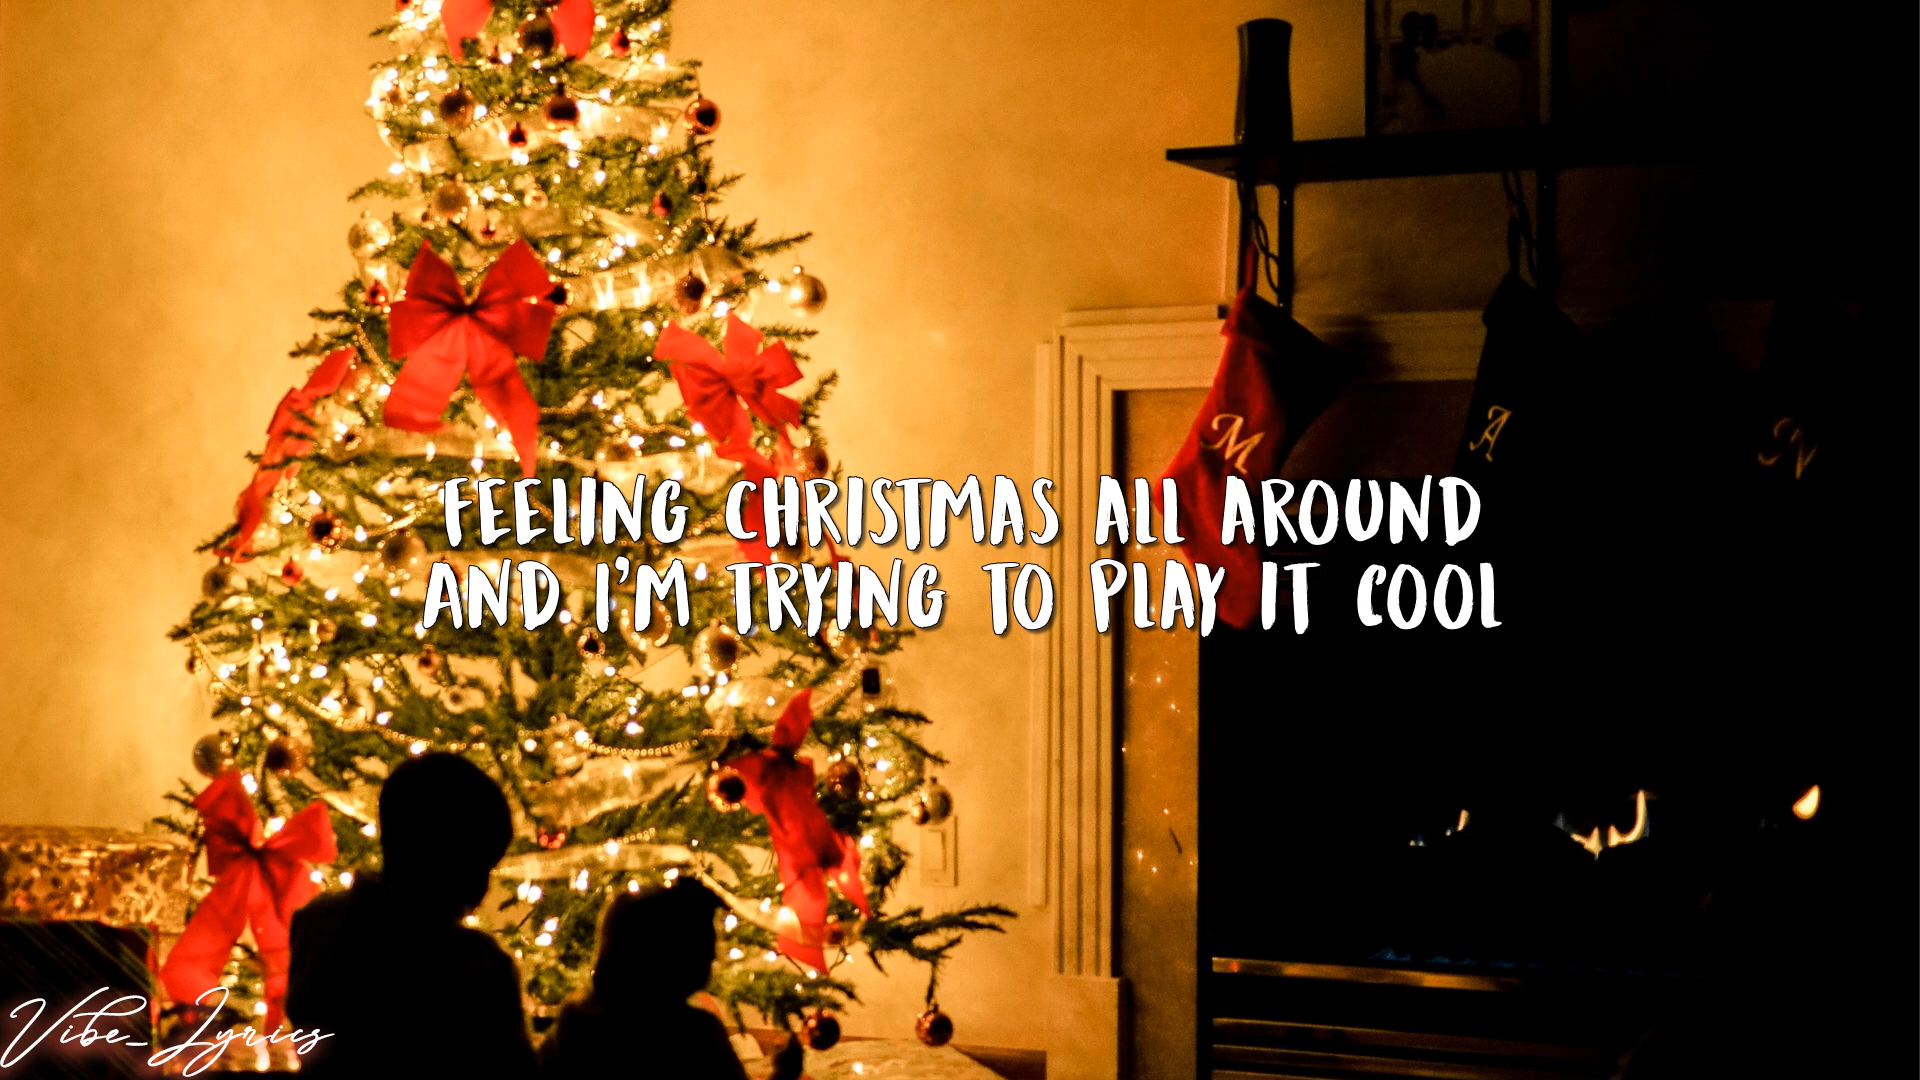 M
A
N
FEELING CHRISTMAS ALL AROUND
AND I'M TRYING TO PLAY IT COOL
Vibe_Lyrics